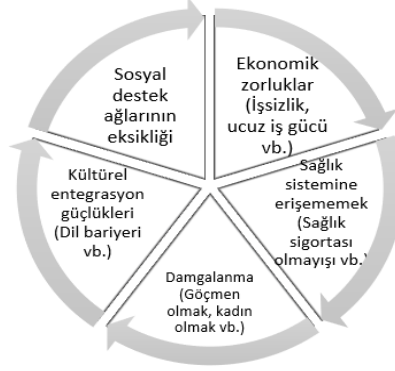 Sosyal
destek
ağlarının
eksikliği
Ekonomik
zorluklar
(İşsizlik,
ucuz iş gücü
vb.)
Sağlık
sistemine
erişememek
(Sağlık
sigortası
olmayışı vb.)
Damgalanma
(Göçmen
olmak, kadın
olmak vb.)
Kültürel
entegrasyon
güçlükleri
(Dil bariyeri
vb.)